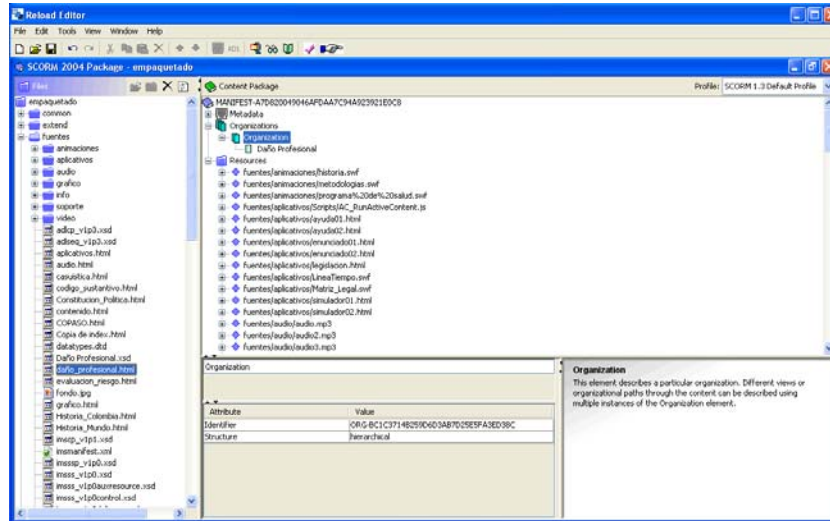 Reload Editor
File Edit Tools View Window Help
SCORM 2004 Package - empaquetado
Files
empaquetado
common
extend
fuentes
animaciones
aplicativos
audio
grafico
info
soporte
video
adlcp_v1p3.xsd
adlseq_v1p3.xsd
aplicativos.html
audio.html
casuistica.html
codigo_sustantivo.html
Constitucion_Politica.html
contenido.html
COPASO.html
Copia de index.html
datatypes.dtd
Daño Profesional.xsd
daño_profesional.html
evaluacion_riesgo.html
fondo.jpg
grafico.html
Historia_Colombia.html
Historia_Mundo.html
imscp_v1p1.xsd
imsmanifest.xml
imsssp_v1p0.xsd
imsss_v1p0.xsd
imsss_v1p0auxresource.xsd
imsss_v1p0control.xsd
Content Package
Profile: SCORM 1.3 Default Profile
Metadata
Organizations
Organization
Daño Profesional
Resources
fuentes/animaciones/historia.swf
fuentes/animaciones/metodologias.swf
fuentes/animaciones/programa%20de%20salud.swf
fuentes/aplicativos/Scripts/AC_RunActiveContent.js
fuentes/aplicativos/ayuda01.html
fuentes/aplicativos/ayuda02.html
fuentes/aplicativos/enunciado01.html
fuentes/aplicativos/enunciado02.html
fuentes/aplicativos/legislacion.html
fuentes/aplicativos/LineaTiempo.swf
fuentes/aplicativos/Matriz_Legal.swf
fuentes/aplicativos/simulador01.html
fuentes/aplicativos/simulador02.html
fuentes/audio/audio.mp3
fuentes/audio/audio2.mp3
fuentes/audio/audio3.mp3
Organization
Attribute Value
Identifier
Structure hierarchical
Organization
This element describes a particular organization. Different views or
organizational paths through the content can be described using
multiple instances of the Organization element.